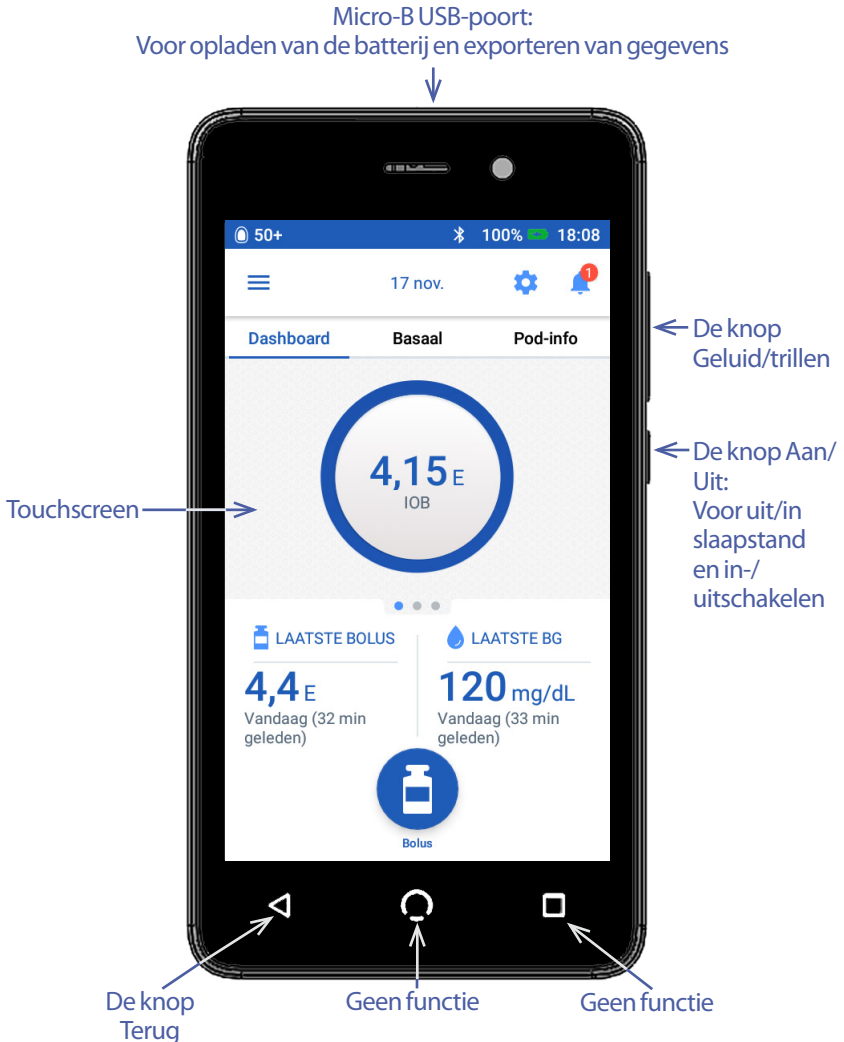 Micro-B USB-poort:
Voor opladen van de batterij en exporteren van gegevens
50+
100%
18:08
17 nov.
1
Dashboard
Basaal
Pod-info
De knop
Geluid/trillen
4,15 E
IOB
De knop Aan/
Uit:
Voor uit/in
slaapstand
en in-/
uitschakelen
Touchscreen
LAATSTE BOLUS
4,4 E
Vandaag (32 min
geleden)
LAATSTE BG
120 mg/dL
Vandaag (33 min
geleden)
Bolus
De knop
Terug
Geen functie
Geen functie